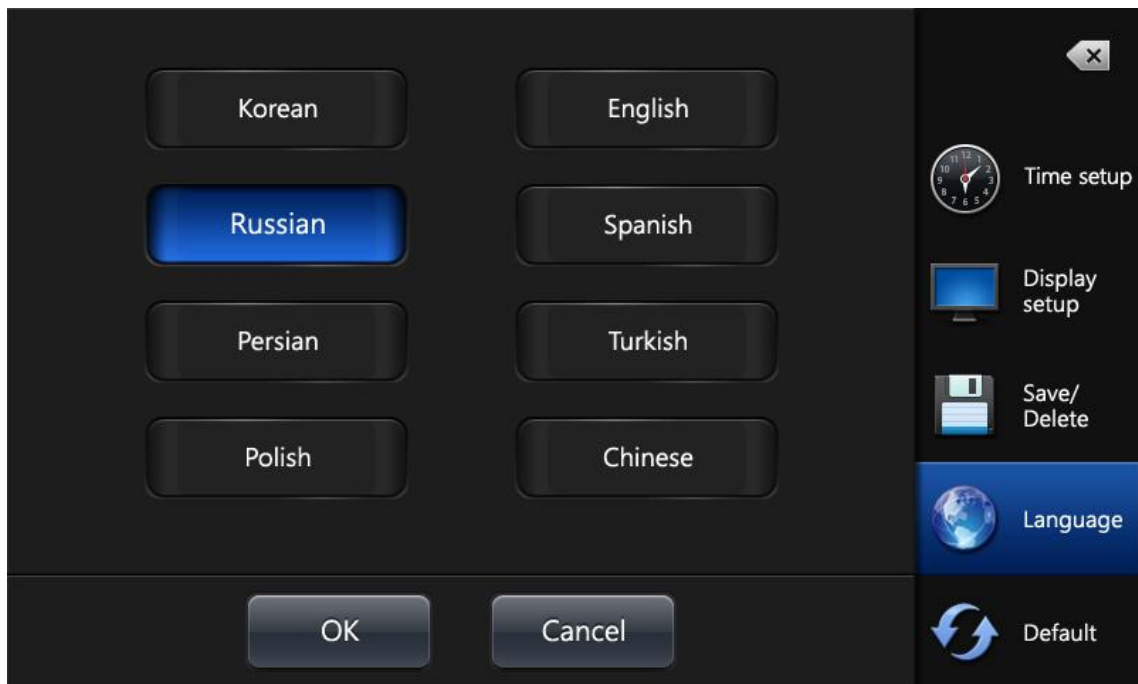 Korean
English
Russian
Spanish
Persian
Turkish
Polish
Chinese
OK
Cancel
Time setup
Display
setup
Save/
Delete
Language
Default